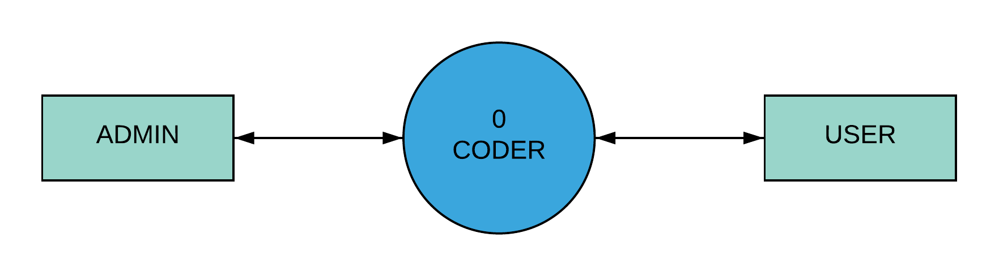 ADMIN
0
CODER
USER